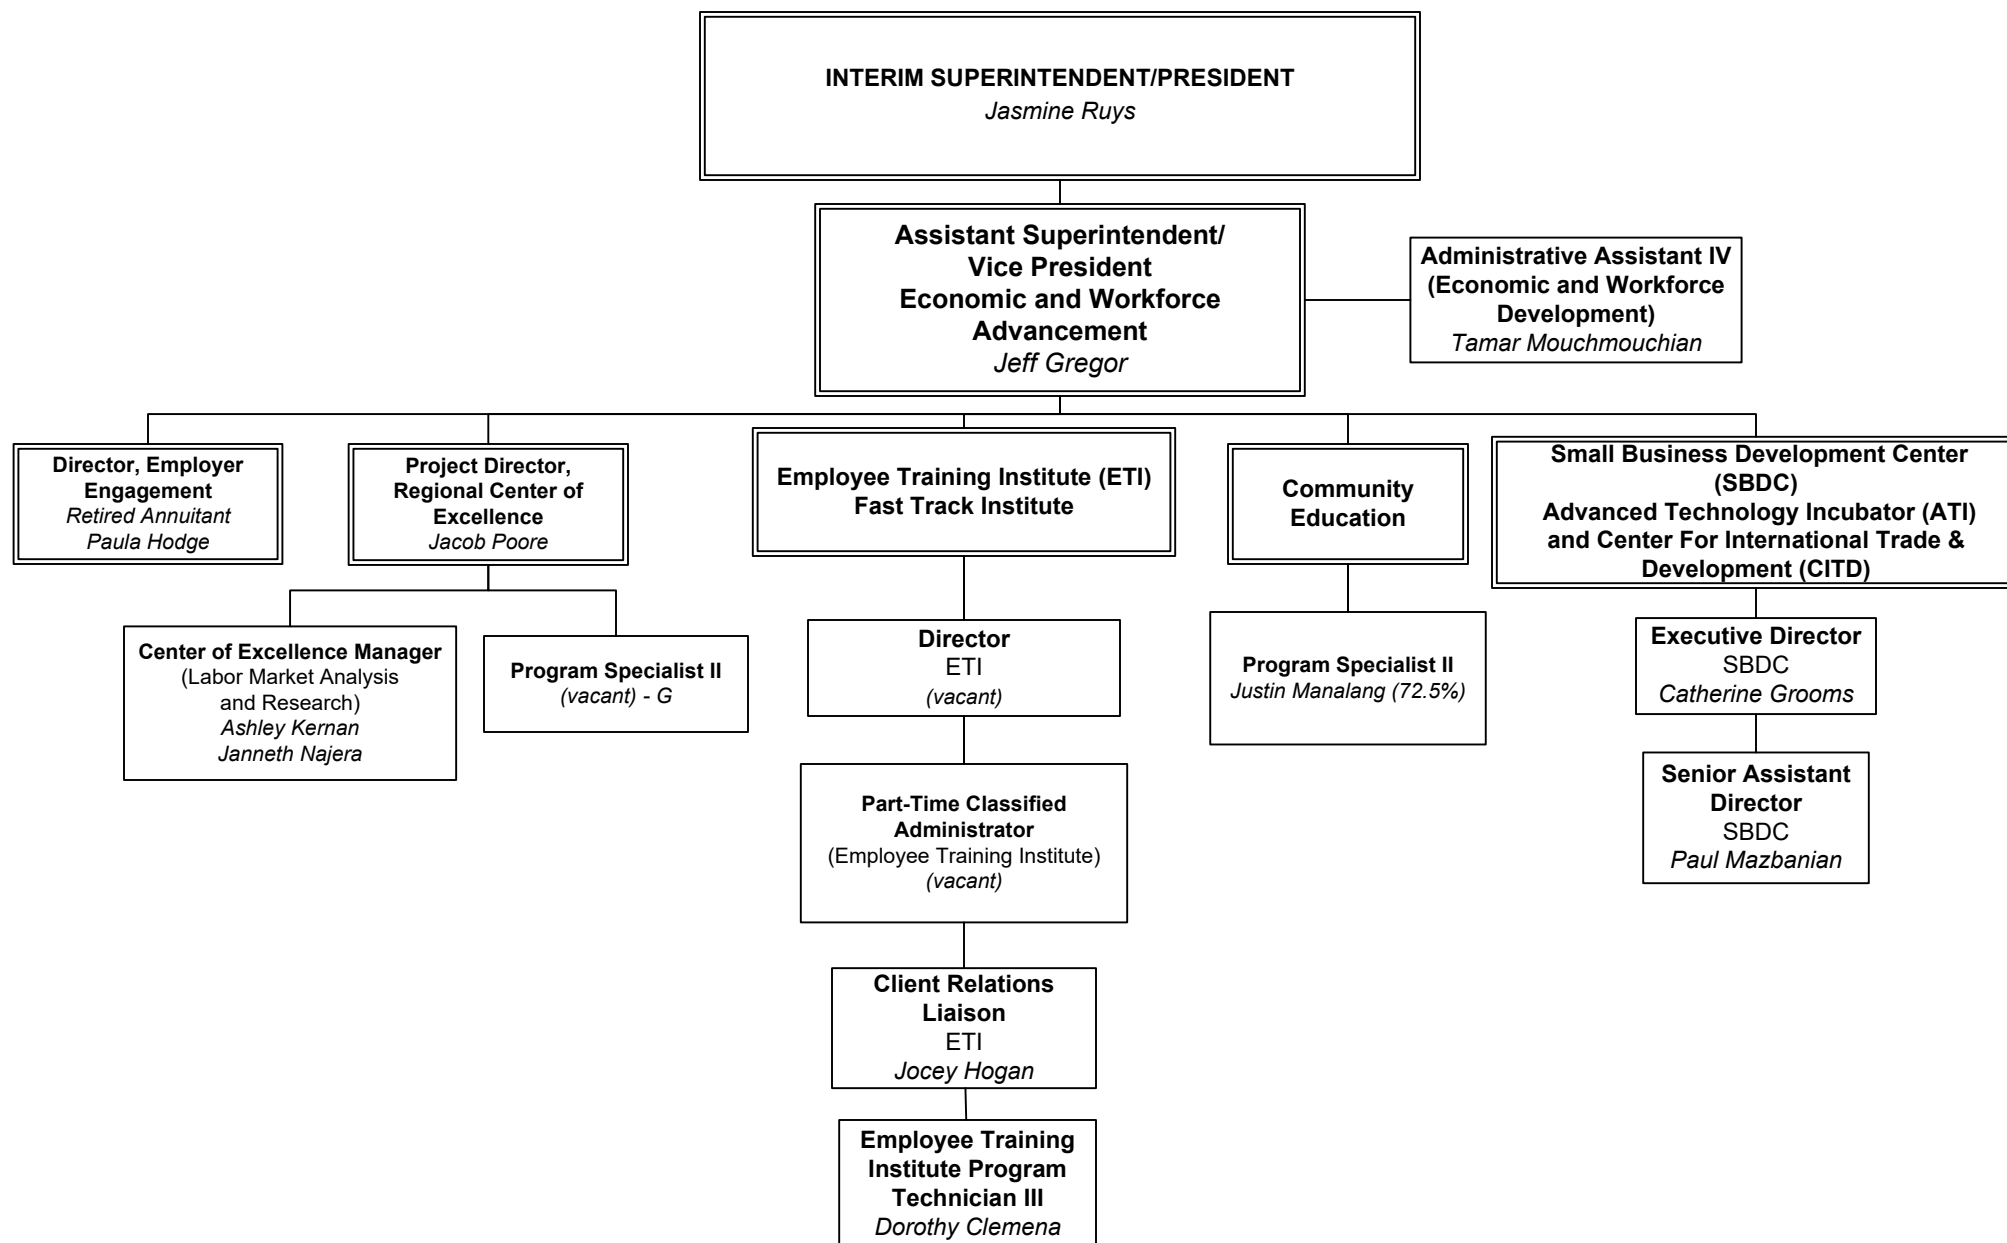 INTERIM SUPERINTENDENT/PRESIDENT
Jasmine Ruys
Assistant Superintendent/
Vice President
Economic and Workforce
Advancement
Jeff Gregor
Administrative Assistant IV
(Economic and Workforce
Development)
Tamar Mouchmouchian
Director, Employer
Engagement
Retired Annuitant
Paula Hodge
Project Director,
Regional Center of
Excellence
Jacob Poore
Employee Training Institute (ETI)
Fast Track Institute
Community
Education
Small Business Development Center
(SBDC)
Advanced Technology Incubator (ATI)
and Center For International Trade &
Development (CITD)
Center of Excellence Manager
(Labor Market Analysis
and Research)
Ashley Kernan
Janneth Najera
Program Specialist II
(vacant) - G
Director
ETI
(vacant)
Program Specialist II
Justin Manalang (72.5%)
Executive Director
SBDC
Catherine Grooms
Part-Time Classified
Administrator
(Employee Training Institute)
(vacant)
Senior Assistant
Director
SBDC
Paul Mazbanian
Client Relations
Liaison
ETI
Jocey Hogan
Employee Training
Institute Program
Technician III
Dorothy Clemena